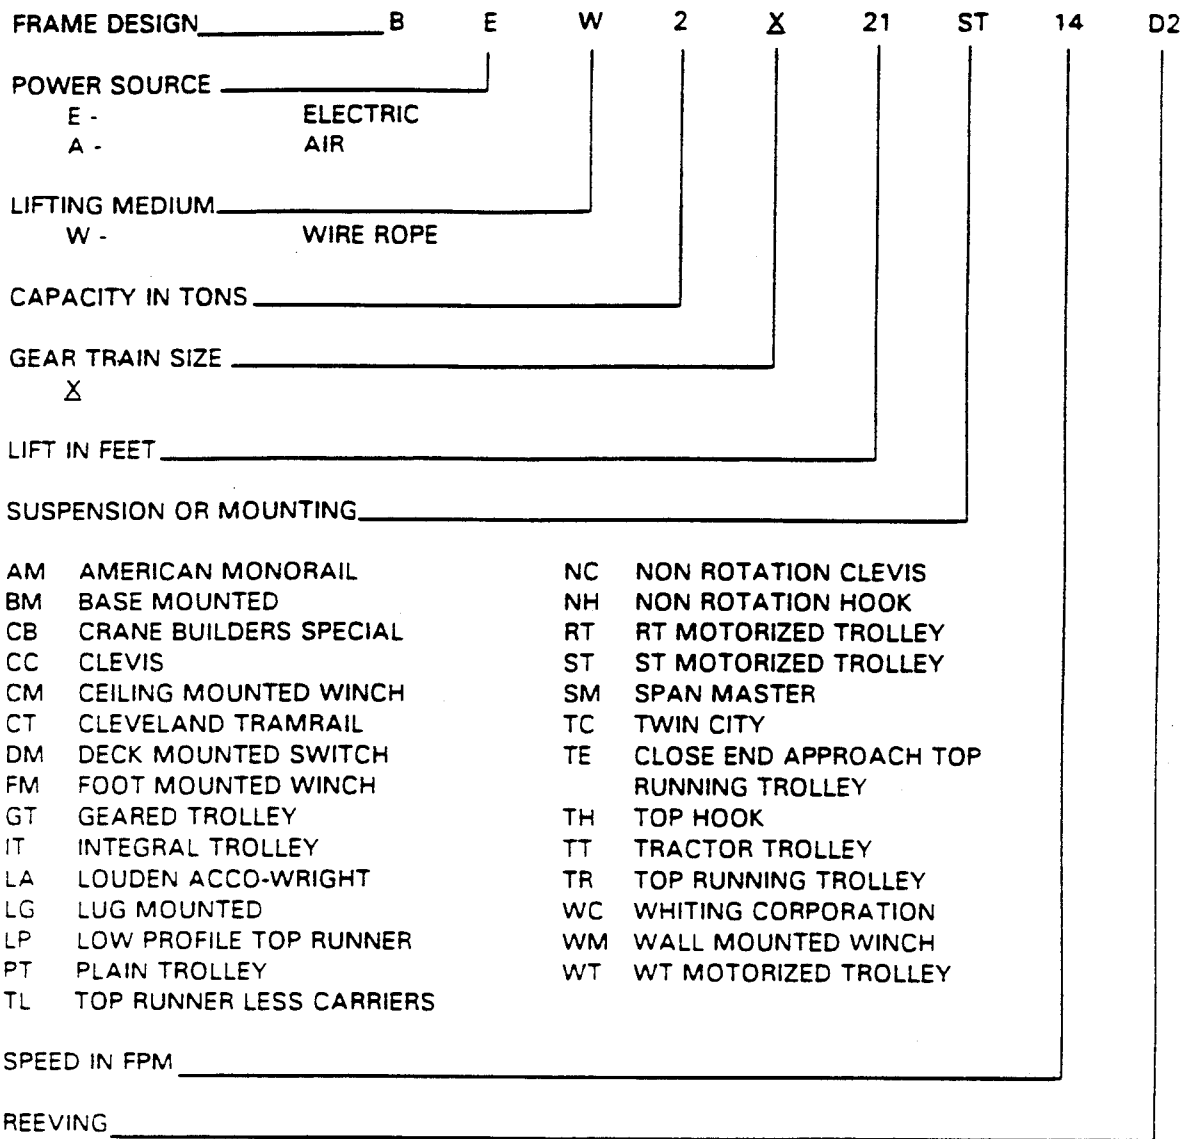 FRAME DESIGN B E W 2 X 21 ST 14 D2
POWER SOURCE
E - ELECTRIC
A - AIR
LIFTING MEDIUM
W - WIRE ROPE
CAPACITY IN TONS
GEAR TRAIN SIZE
X
LIFT IN FEET
SUSPENSION OR MOUNTING
AM AMERICAN MONORAIL
BM BASE MOUNTED
CB CRANE BUILDERS SPECIAL
CC CLEVIS
CM CEILING MOUNTED WINCH
CT CLEVELAND TRAMRAIL
DM DECK MOUNTED SWITCH
FM FOOT MOUNTED WINCH
GT GEARED TROLLEY
IT INTEGRAL TROLLEY
LA LOUDEN ACCO-WRIGHT
LG LUG MOUNTED
LP LOW PROFILE TOP RUNNER
PT PLAIN TROLLEY
TL TOP RUNNER LESS CARRIERS
NC NON ROTATION CLEVIS
NH NON ROTATION HOOK
RT RT MOTORIZED TROLLEY
ST ST MOTORIZED TROLLEY
SM SPAN MASTER
TC TWIN CITY
TE CLOSE END APPROACH TOP
RUNNING TROLLEY
TH TOP HOOK
TT TRACTOR TROLLEY
TR TOP RUNNING TROLLEY
WC WHITING CORPORATION
WM WALL MOUNTED WINCH
WT WT MOTORIZED TROLLEY
SPEED IN FPM
REEVING